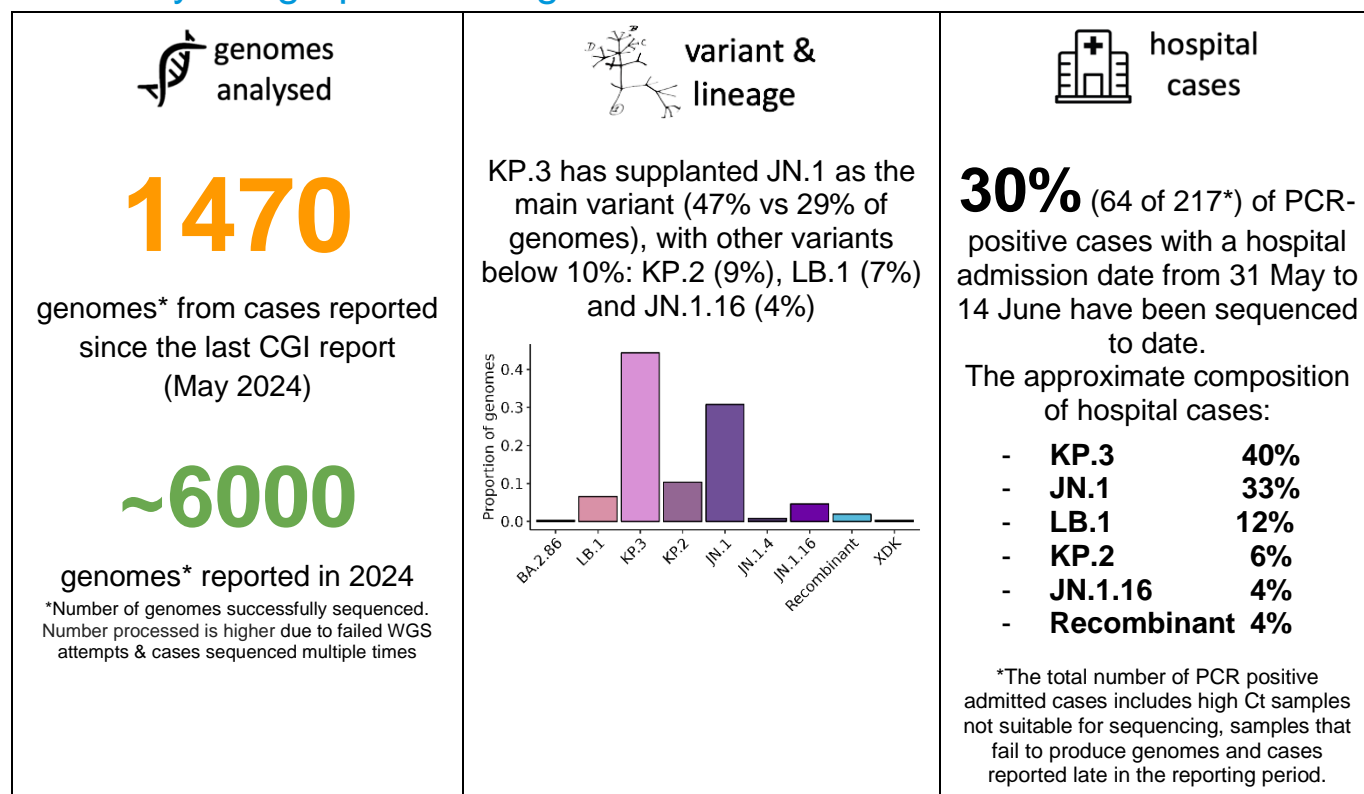 genomes
analysed
1470
genomes* from cases reported
since the last CGI report
(May 2024)
~6000
genomes* reported in 2024
*Number of genomes successfully sequenced.
Number processed is higher due to failed WGS
attempts & cases sequenced multiple times
variant &
lineage
KP.3 has supplanted JN.1 as the
main variant (47% vs 29% of
genomes), with other variants
below 10%: KP.2 (9%), LB.1 (7%)
and JN.1.16 (4%)
Proportion of genomes
0.4
0.3
0.2
0.1
0.0
BA.2.86
LB.1
KP.3
KP.2
JN.1
JN.1.4
JN.1.16
Recombinant
XDK
hospital
cases
30% (64 of 217*) of PCR-
positive cases with a hospital
admission date from 31 May to
14 June have been sequenced
to date.
The approximate composition
of hospital cases:
- KP.3 40%
- JN.1 33%
- LB.1 12%
- KP.2 6%
- JN.1.16 4%
- Recombinant 4%
*The total number of PCR positive
admitted cases includes high Ct samples
not suitable for sequencing, samples that
fail to produce genomes and cases
reported late in the reporting period.